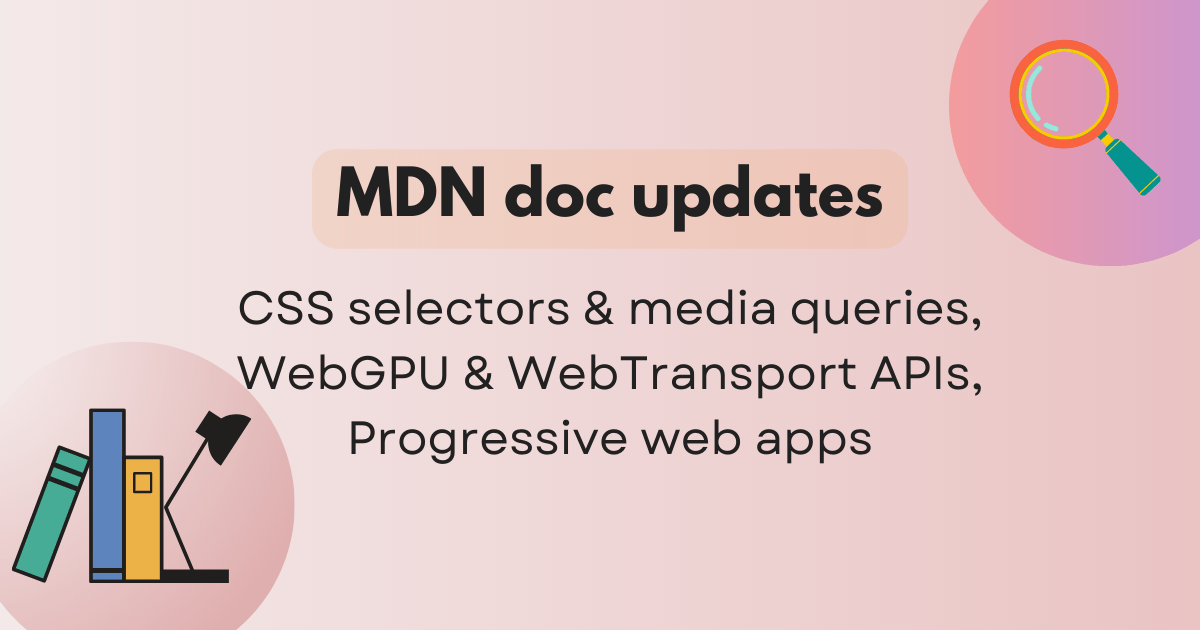 MDN doc updates
CSS selectors & media queries,
WebGPU & WebTransport APIs,
Progressive web apps